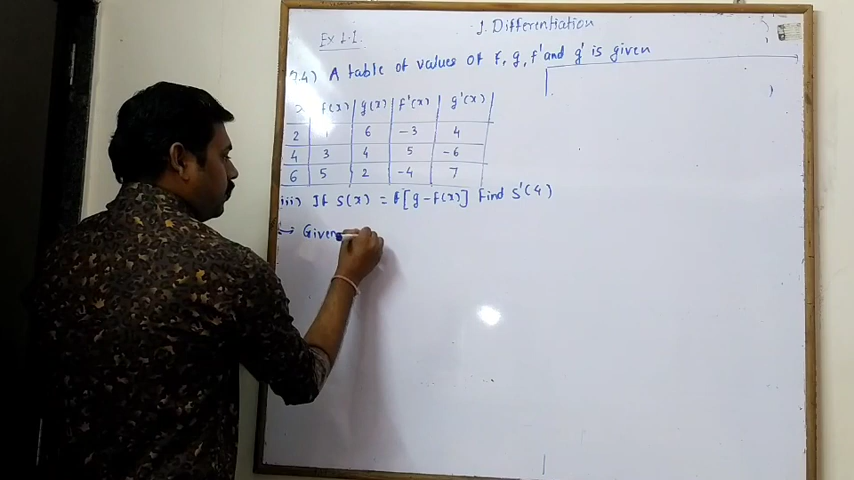 1. Differentiation
Ex 1.1
4) A table of values of f, g, f' and g' is given
x f(x) g(x) f'(x) g'(x)
2 1 6 -3 4
4 3 4 5 -6
6 5 2 -4 7
iii) If S(x) = f[g-f(x)] Find S'(4)
→ Given